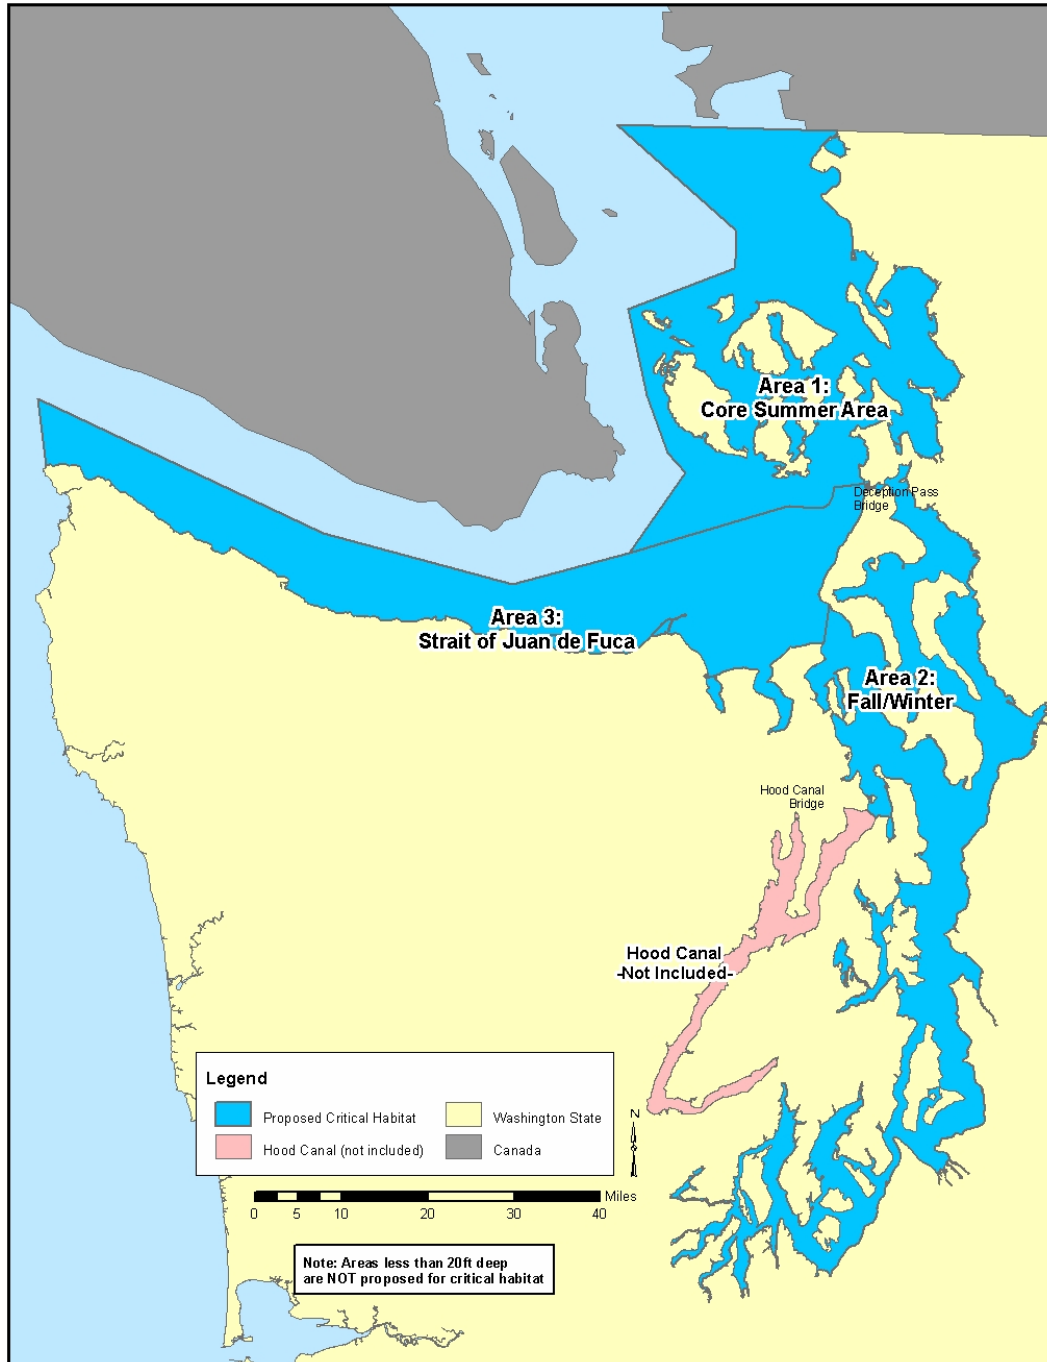 Area 1:
Core Summer Area
Deception Pass
Bridge
Area 3:
Strait of Juan de Fuca
Area 2:
Fall/Winter
Hood Canal
Bridge
Hood Canal
-Not Included-
Legend
Proposed Critical Habitat
Washington State
Hood Canal (not included)
Canada
N
Miles
0 5 10 20 30 40
Note: Areas less than 20ft deep
are NOT proposed for critical habitat